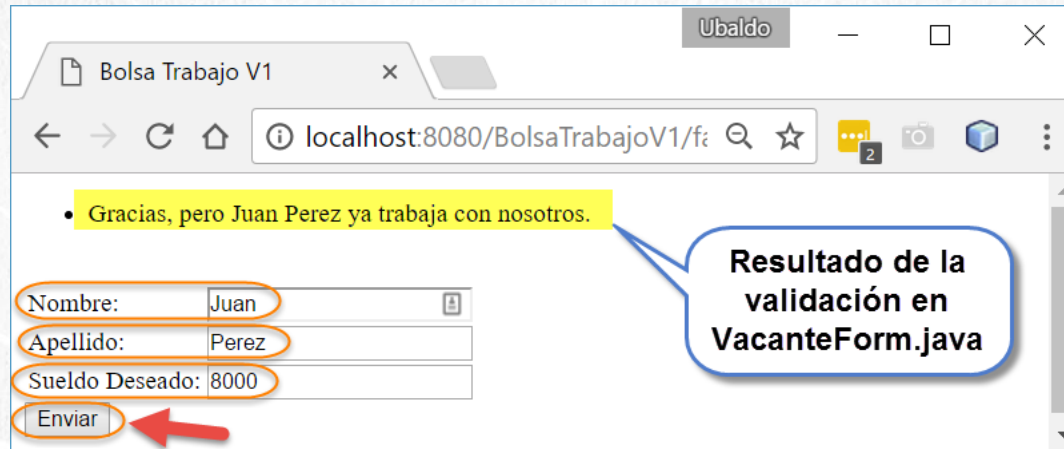 Ubaldo
Bolsa Trabajo V1
localhost:8080/BolsaTrabajoV1/fa
2
Gracias, pero Juan Perez ya trabaja con nosotros.
Resultado de la
validación en
VacanteForm.java
Nombre: Juan
Apellido: Perez
Sueldo Deseado: 8000
Enviar